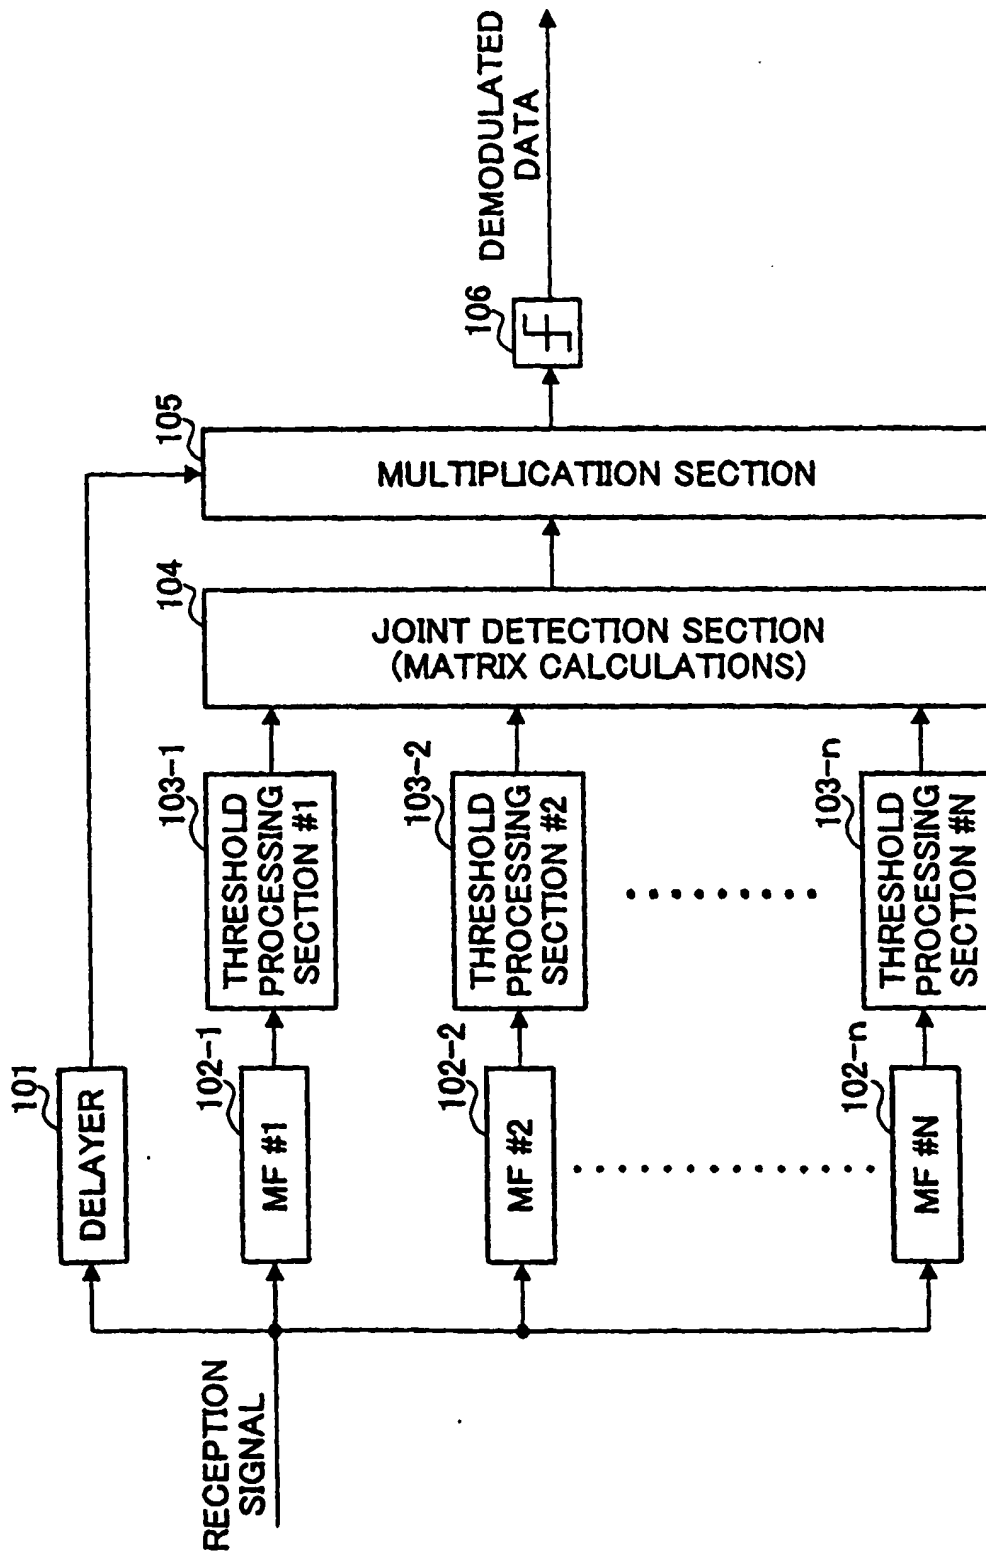 RECEPTION
SIGNAL
101
DELAYER
102-1
MF #1
103-1
THRESHOLD
PROCESSING
SECTION #1
102-2
MF #2
103-2
THRESHOLD
PROCESSING
SECTION #2
102-n
MF #N
103-n
THRESHOLD
PROCESSING
SECTION #N
104
JOINT DETECTION SECTION
(MATRIX CALCULATIONS)
105
MULTIPLICATIION SECTION
106
DEMODULATED
DATA